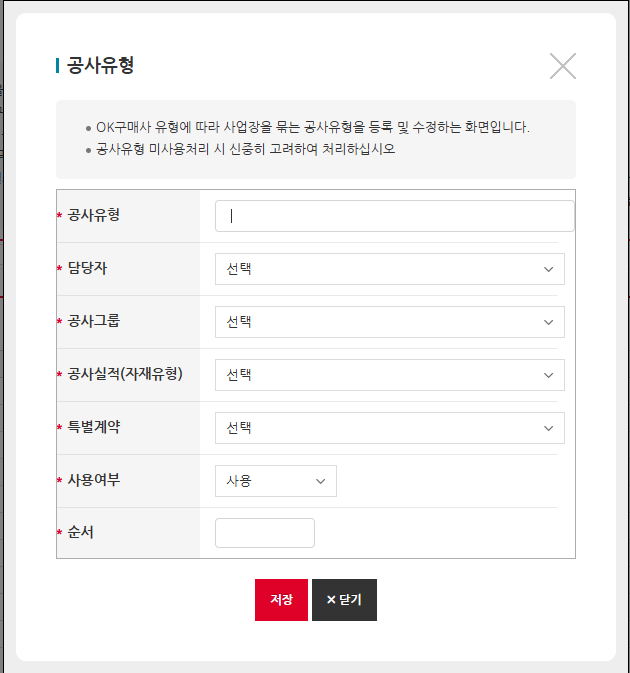 공사유형
● OK구매사 유형에 따라 사업장을 묶는 공사유형을 등록 및 수정하는 화면입니다.
● 공사유형 미사용처리 시 신중히 고려하여 처리하십시오
* 공사유형
* 담당자 선택
* 공사그룹 선택
* 공사실적(자재유형) 선택
* 특별계약 선택
* 사용여부 사용
* 순서
저장 × 닫기